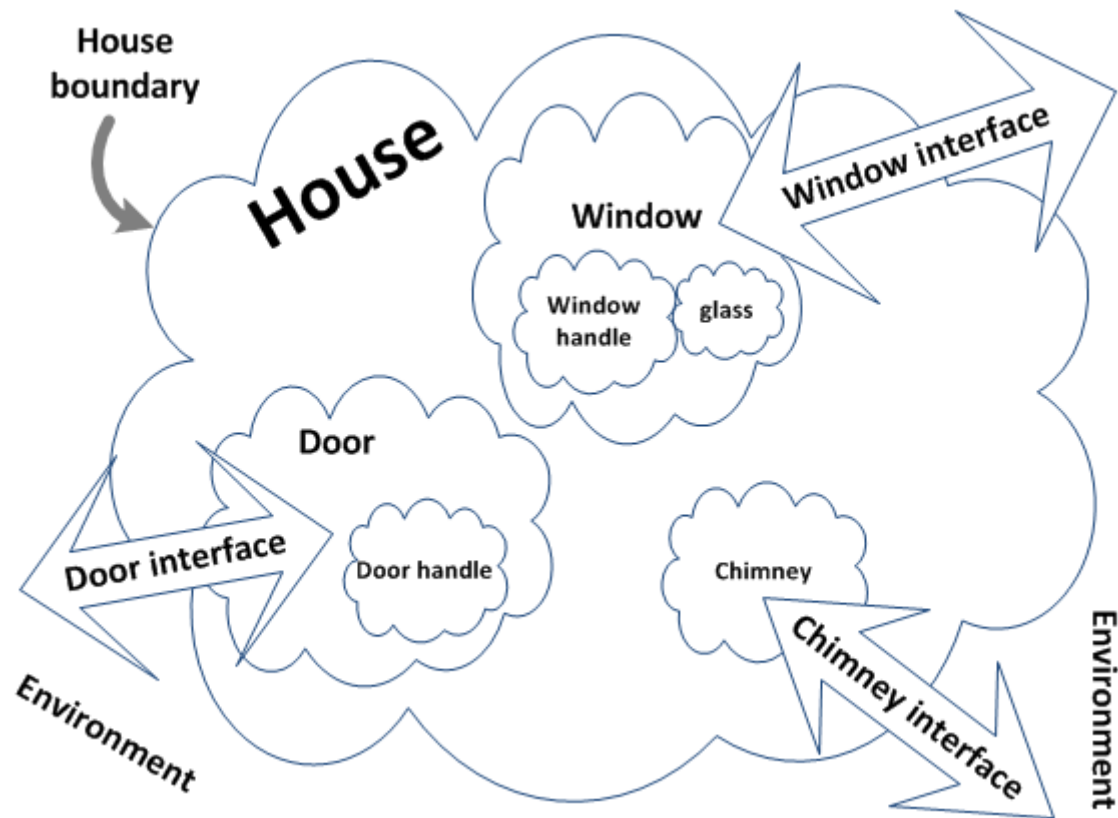 House
boundary
House
Window interface
Window
Window
handle
glass
Door
Door interface
Door handle
Chimney
Chimney interface
Environment
Environment